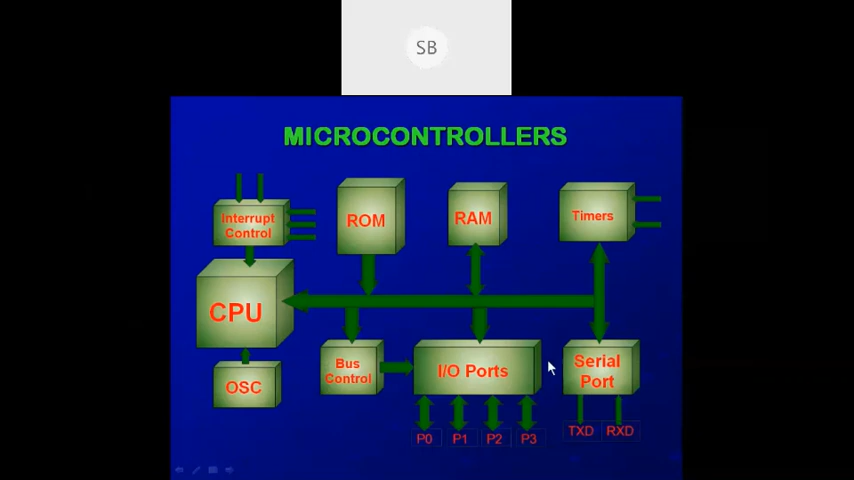 SB
MICROCONTROLLERS
Interrupt
Control
ROM
RAM
Timers
CPU
OSC
Bus
Control
I/O Ports
Serial
Port
P0
P1
P2
P3
TXD
RXD